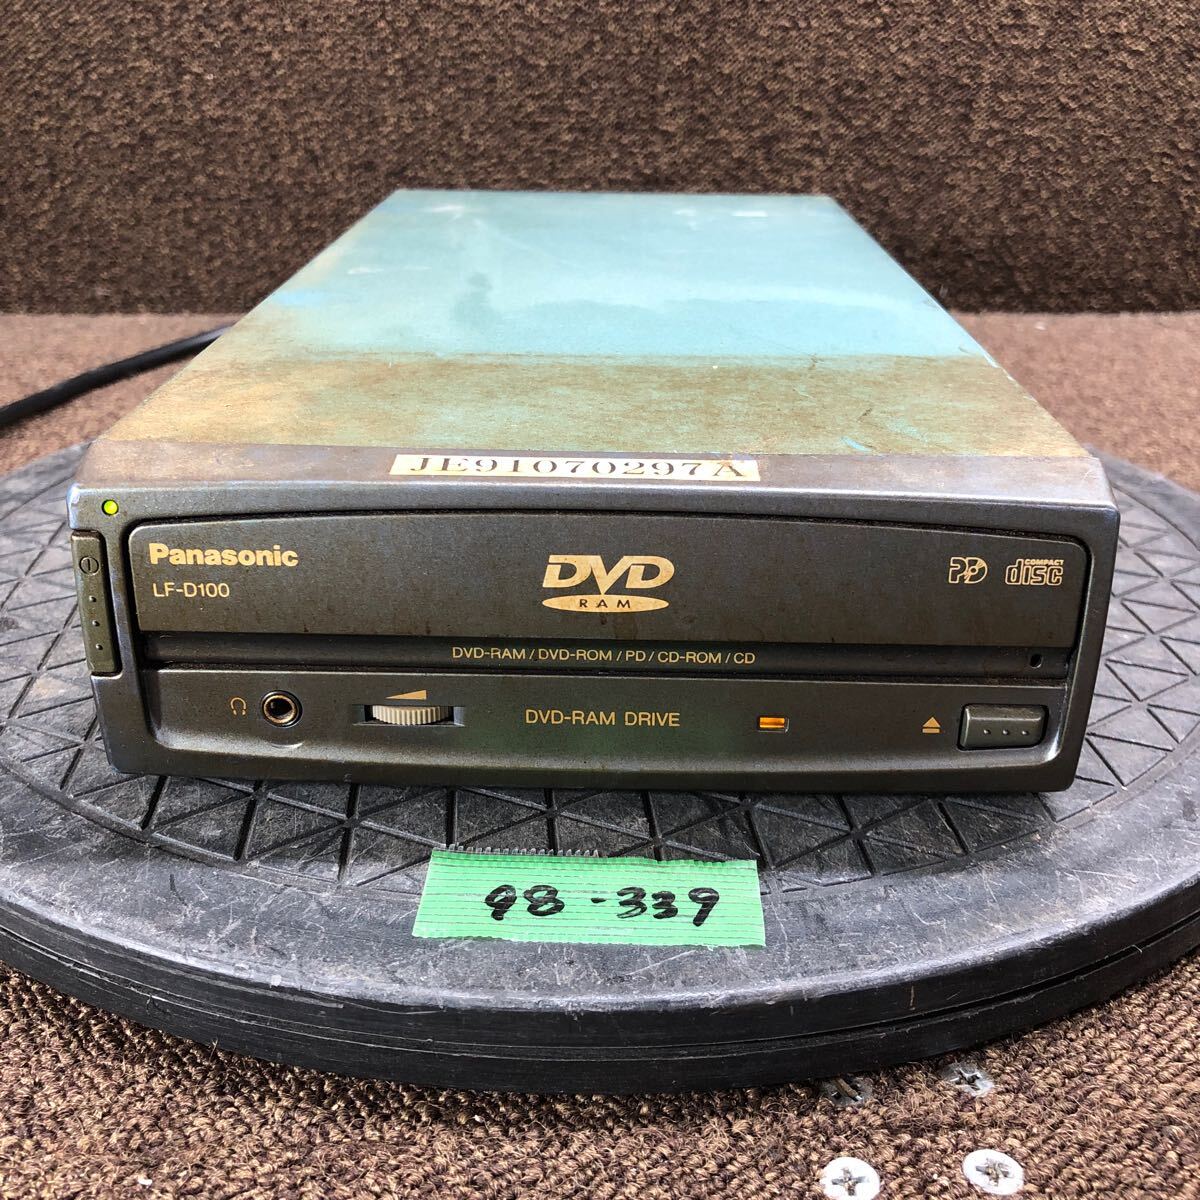 JE91070297A
Panasonic
LF-D100
DVD
RAM
PD
COMPACT
disc
DVD-RAM / DVD-ROM / PD / CD-ROM / CD
DVD-RAM DRIVE
98-339